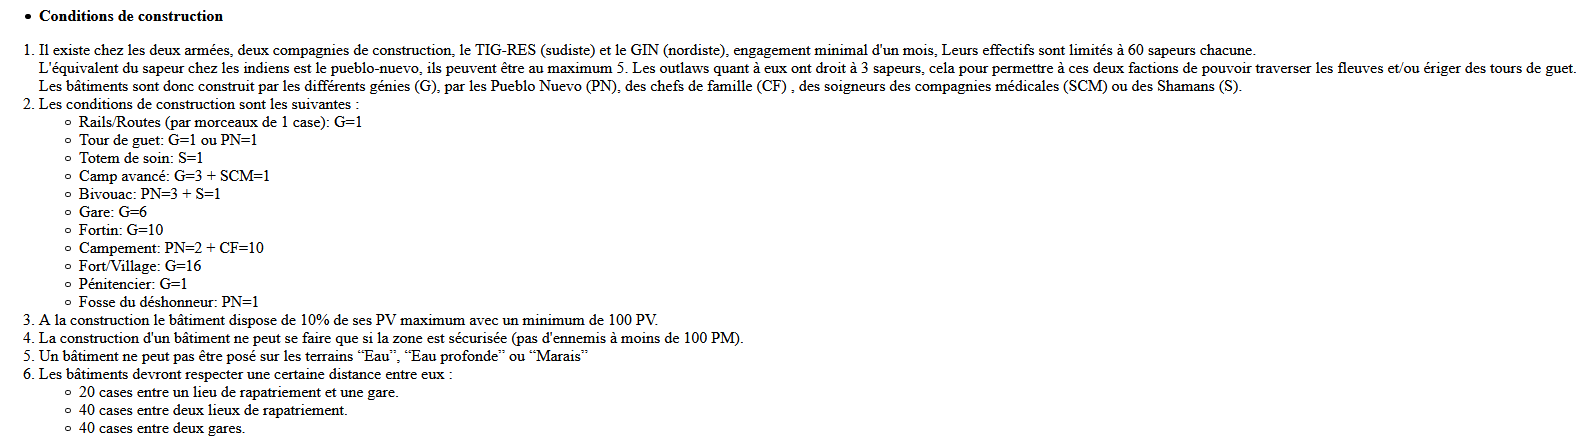 • Conditions de construction
1. Il existe chez les deux armées, deux compagnies de construction, le TIG-RES (sudiste) et le GIN (nordiste), engagement minimal d'un mois, Leurs effectifs sont limités à 60 sapeurs chacune.
L'équivalent du sapeur chez les indiens est le pueblo-nuevo, ils peuvent être au maximum 5. Les outlaws quant à eux ont droit à 3 sapeurs, cela pour permettre à ces deux factions de pouvoir traverser les fleuves et/ou ériger des tours de guet.
Les bâtiments sont donc construit par les différents génies (G), par les Pueblo Nuevo (PN), des chefs de famille (CF) , des soigneurs des compagnies médicales (SCM) ou des Shamans (S).
2. Les conditions de construction sont les suivantes :
○ Rails/Routes (par morceaux de 1 case): G=1
○ Tour de guet: G=1 ou PN=1
○ Totem de soin: S=1
○ Camp avancé: G=3 + SCM=1
○ Bivouac: PN=3 + S=1
○ Gare: G=6
○ Fortin: G=10
○ Campement: PN=2 + CF=10
○ Fort/Village: G=16
○ Pénitencier: G=1
○ Fosse du déshonneur: PN=1
3. A la construction le bâtiment dispose de 10% de ses PV maximum avec un minimum de 100 PV.
4. La construction d'un bâtiment ne peut se faire que si la zone est sécurisée (pas d'ennemis à moins de 100 PM).
5. Un bâtiment ne peut pas être posé sur les terrains “Eau”, “Eau profonde” ou “Marais”
6. Les bâtiments devront respecter une certaine distance entre eux :
○ 20 cases entre un lieu de rapatriement et une gare.
○ 40 cases entre deux lieux de rapatriement.
○ 40 cases entre deux gares.